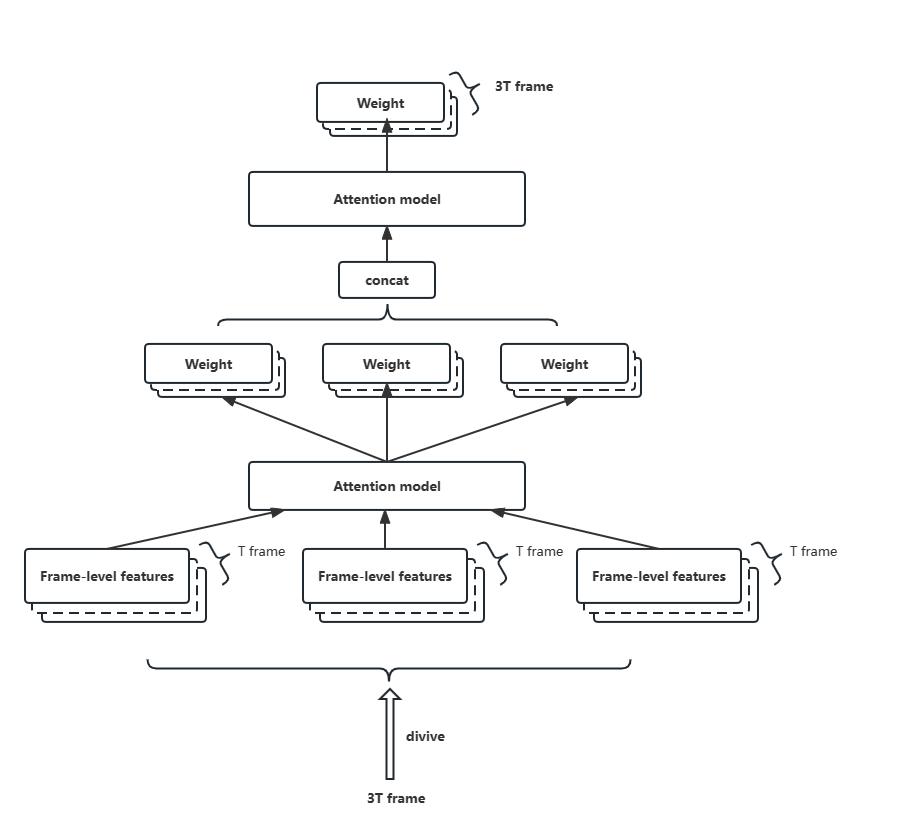 Weight
3T frame
Attention model
concat
Weight
Weight
Weight
Attention model
Frame-level features
T frame
Frame-level features
T frame
Frame-level features
T frame
divive
3T frame